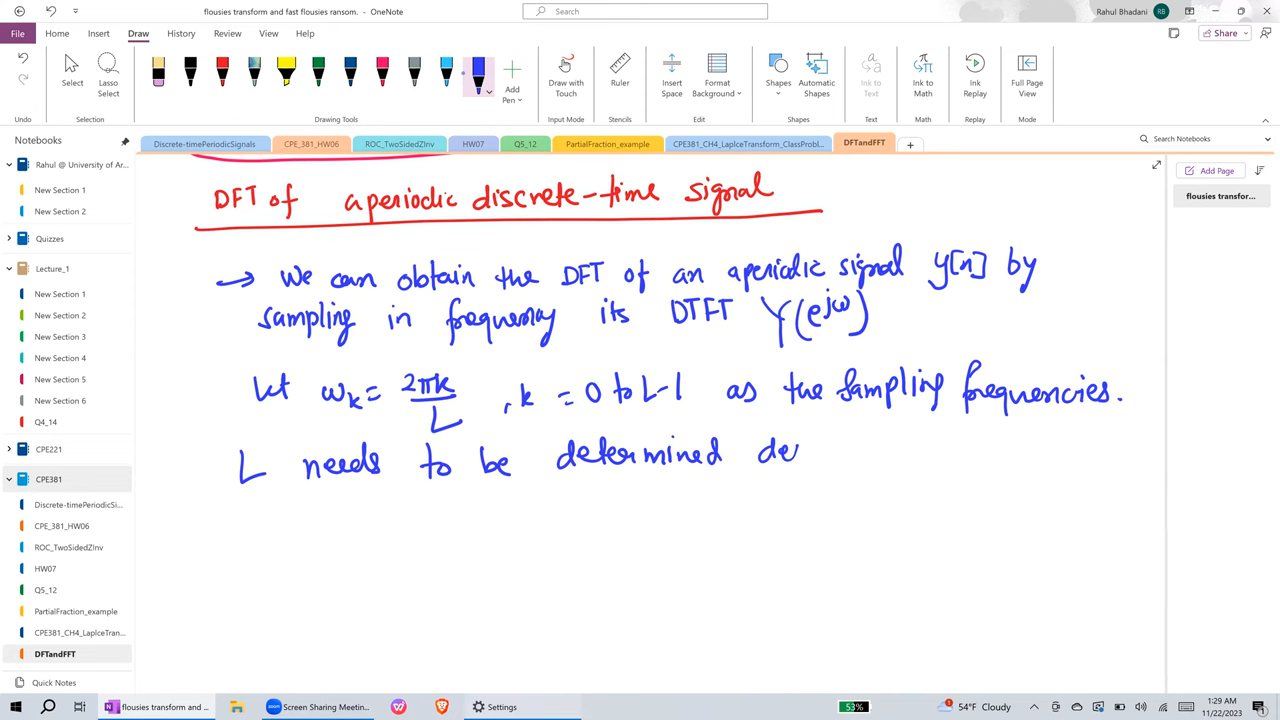 flousies transform and fast flousies ransom. - OneNote
Search
Rahul Bhadani
RB
File
Home
Insert
Draw
History
Review
View
Help
Share
Undo
Select
Lasso Select
Add Pen
Draw with Touch
Ruler
Insert Space
Format Background
Shapes
Automatic Shapes
Ink to Text
Ink to Math
Ink Replay
Full Page View
Undo
Selection
Drawing Tools
Input Mode
Stencils
Edit
Shapes
Text
Math
Replay
Mode
Notebooks
Discrete-timePeriodicSignals
CPE_381_HW06
ROC_TwoSidedZInv
HW07
Q5_12
PartialFraction_example
CPE381_CH4_LaplceTransform_ClassProbl...
DFTandFFT
Search Notebooks
Rahul @ University of Ar...
New Section 1
New Section 2
Quizzes
Lecture_1
New Section 1
New Section 2
New Section 3
New Section 4
New Section 5
New Section 6
Q4_14
CPE221
CPE381
Discrete-timePeriodicSi...
CPE_381_HW06
ROC_TwoSidedZInv
HW07
Q5_12
PartialFraction_example
CPE381_CH4_LaplceTran...
DFTandFFT
Quick Notes
DFT of aperiodic discrete-time signal
→ We can obtain the DFT of an aperiodic signal y[n] by
sampling in frequency its DTFT Y(e^jω)
let ωk = 2πk/L , k = 0 to L-1 as the sampling frequencies.
L needs to be determined de
Add Page
flousies transfor...
flousies transform and ...
Screen Sharing Meetin...
Settings
53%
54°F Cloudy
1:29 AM
11/22/2023